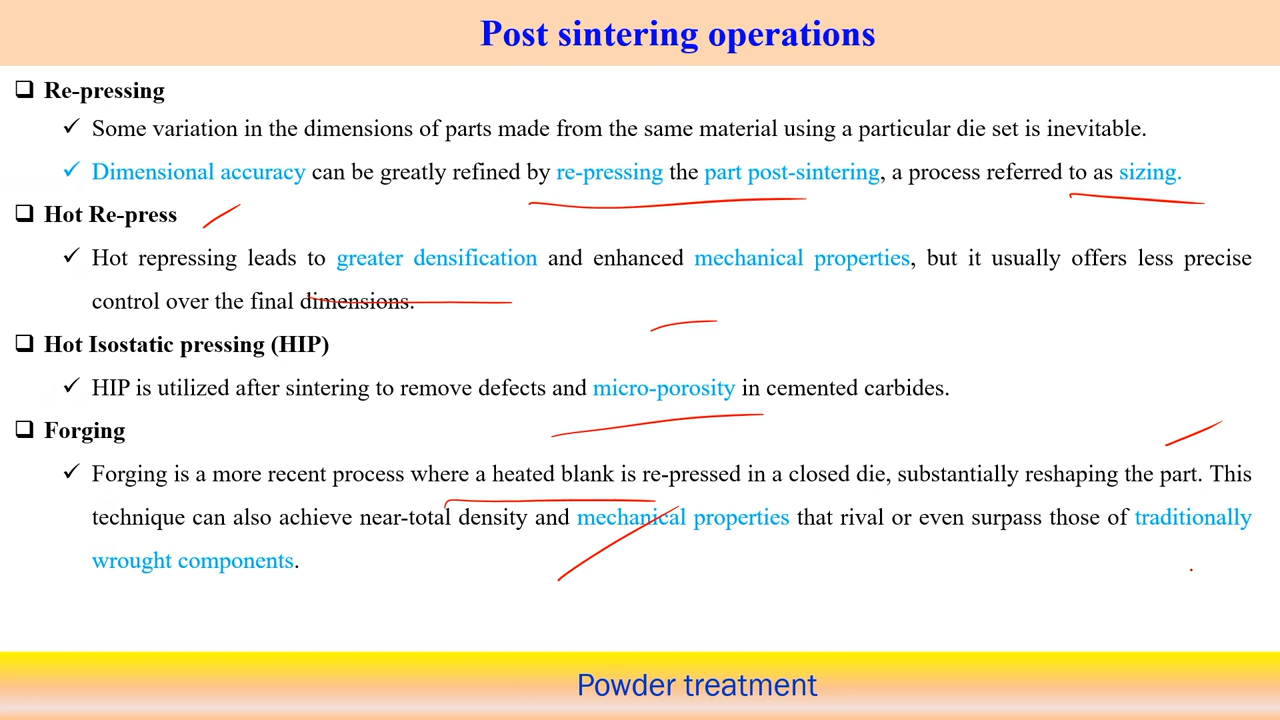 Post sintering operations
❑ Re-pressing
✓ Some variation in the dimensions of parts made from the same material using a particular die set is inevitable.
✓ Dimensional accuracy can be greatly refined by re-pressing the part post-sintering, a process referred to as sizing.
❑ Hot Re-press
✓ Hot repressing leads to greater densification and enhanced mechanical properties, but it usually offers less precise
control over the final dimensions.
❑ Hot Isostatic pressing (HIP)
✓ HIP is utilized after sintering to remove defects and micro-porosity in cemented carbides.
❑ Forging
✓ Forging is a more recent process where a heated blank is re-pressed in a closed die, substantially reshaping the part. This
technique can also achieve near-total density and mechanical properties that rival or even surpass those of traditionally
wrought components.
Powder treatment